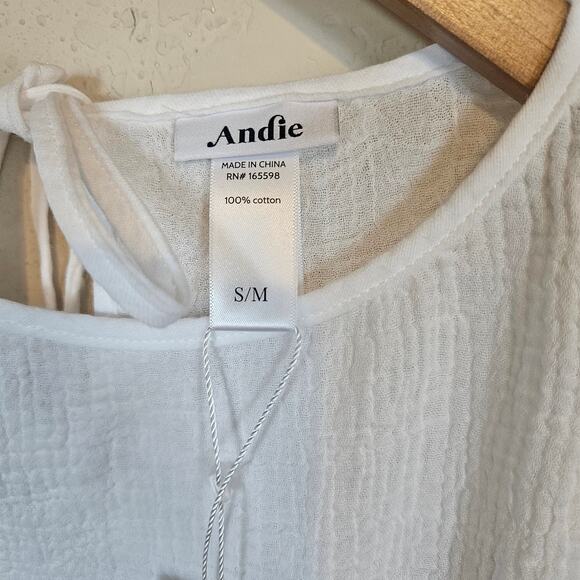 Andie
MADE IN CHINA
RN# 165598
100% cotton
S/M